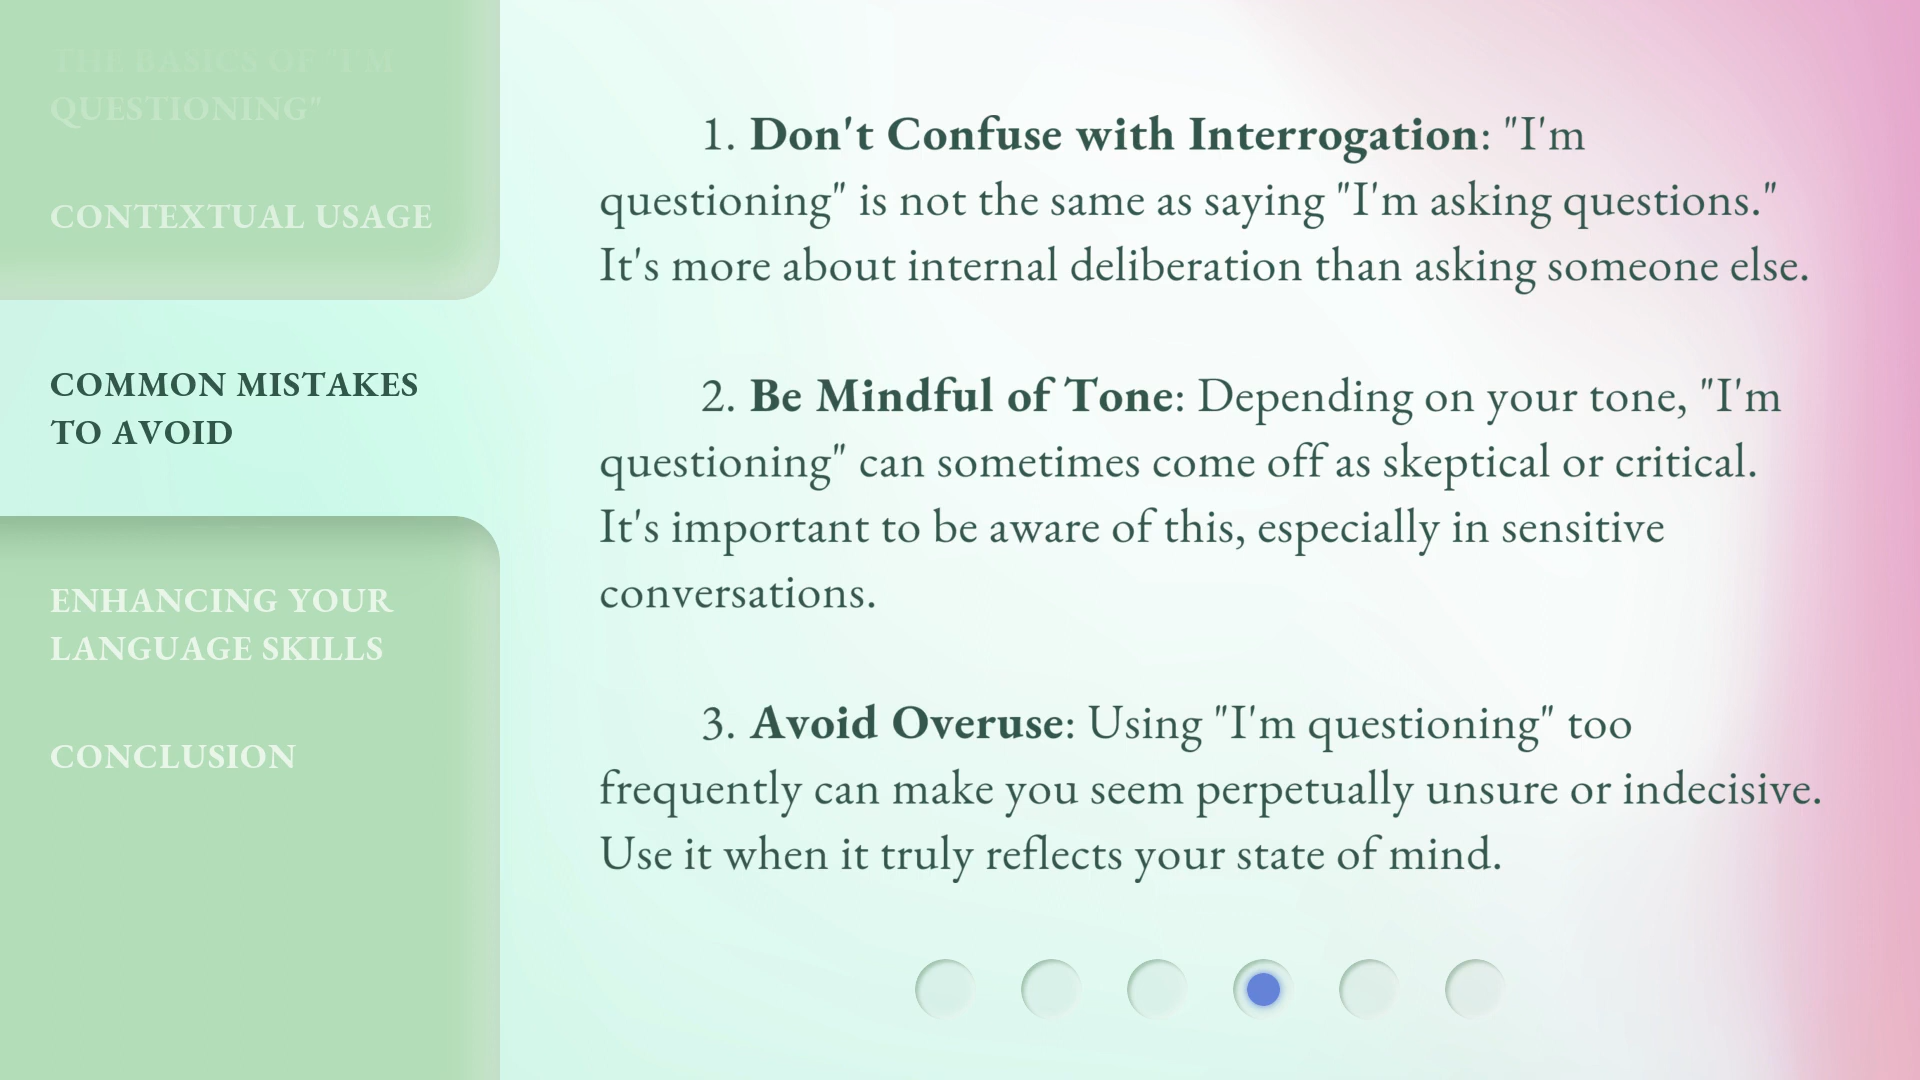 THE BASICS OF "I'M
QUESTIONING"
CONTEXTUAL USAGE
COMMON MISTAKES
TO AVOID
ENHANCING YOUR
LANGUAGE SKILLS
CONCLUSION
1. Don't Confuse with Interrogation: "I'm
questioning" is not the same as saying "I'm asking questions."
It's more about internal deliberation than asking someone else.
2. Be Mindful of Tone: Depending on your tone, "I'm
questioning" can sometimes come off as skeptical or critical.
It's important to be aware of this, especially in sensitive
conversations.
3. Avoid Overuse: Using "I'm questioning" too
frequently can make you seem perpetually unsure or indecisive.
Use it when it truly reflects your state of mind.